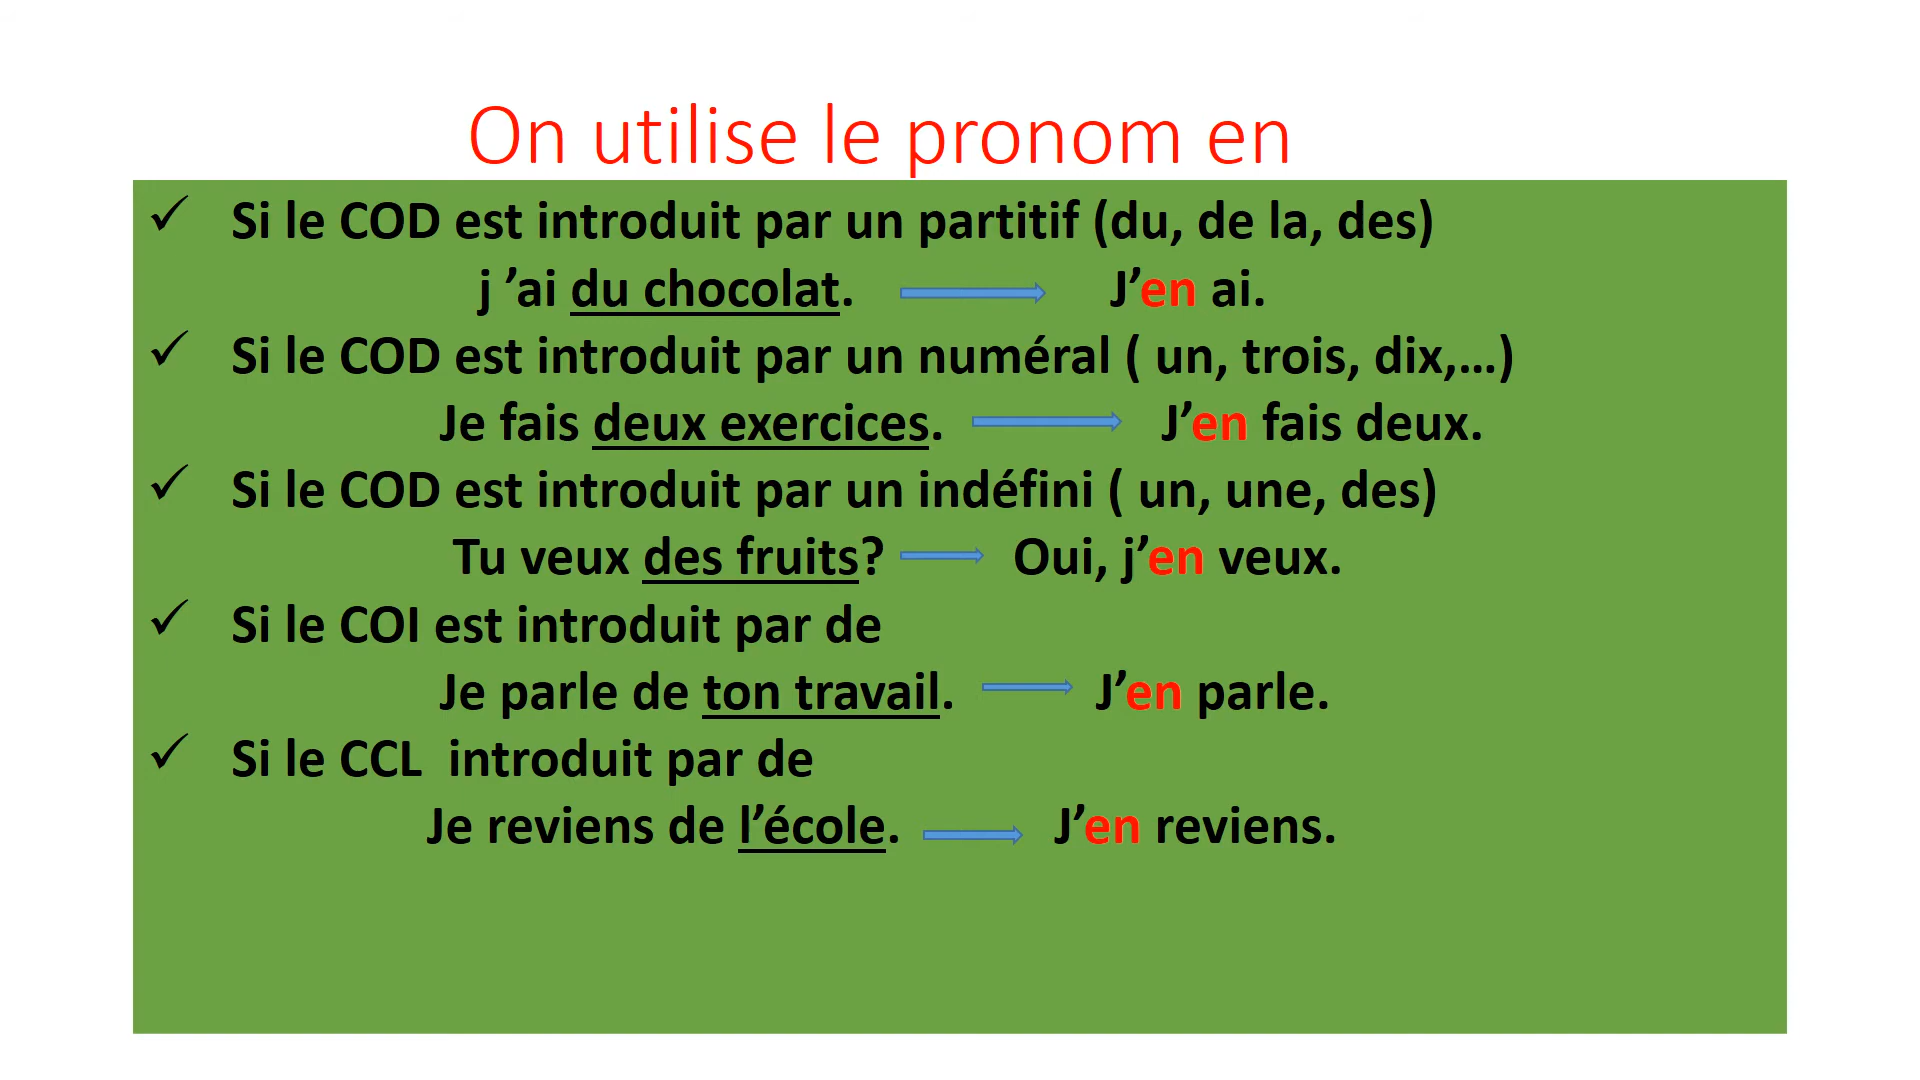 On utilise le pronom en
✓ Si le COD est introduit par un partitif (du, de la, des)
j ’ai du chocolat. J’en ai.
✓ Si le COD est introduit par un numéral ( un, trois, dix,…)
Je fais deux exercices. J’en fais deux.
✓ Si le COD est introduit par un indéfini ( un, une, des)
Tu veux des fruits? Oui, j’en veux.
✓ Si le COI est introduit par de
Je parle de ton travail. J’en parle.
✓ Si le CCL introduit par de
Je reviens de l’école. J’en reviens.